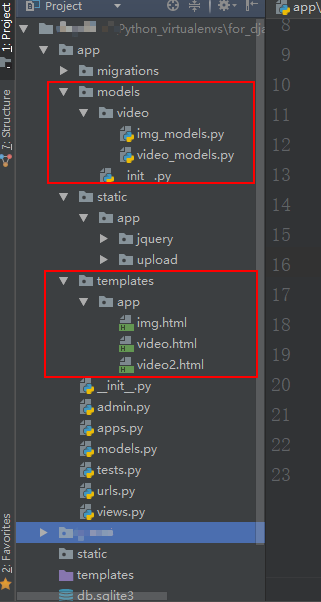 1: Project
7: Structure
2: Favorites
Project
app\
Python_virtualenvs\for_dja
app
migrations
models
video
img_models.py
video_models.py
__init__.py
static
app
jquery
upload
templates
app
img.html
video.html
video2.html
__init__.py
admin.py
apps.py
models.py
tests.py
urls.py
views.py
static
templates
db.sqlite3
8
9
10
11
12
13
14
15
16
17
18
19
20
21
22
23